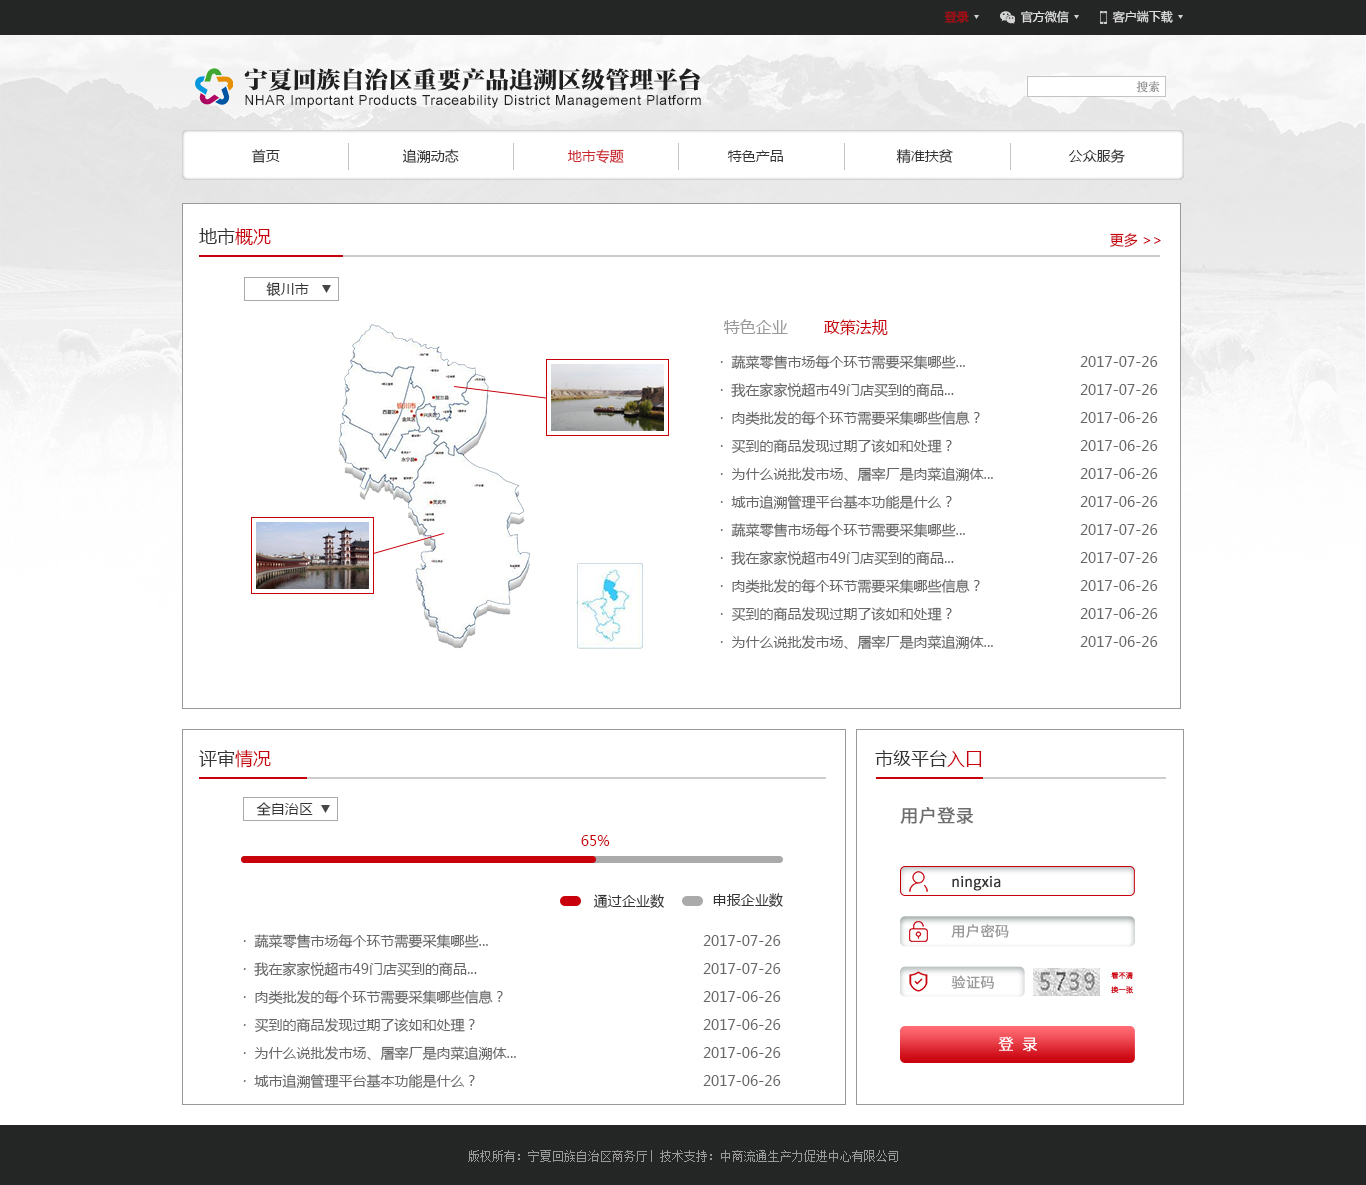 登录 官方微信 客户端下载
宁夏回族自治区重要产品追溯区级管理平台
NHAR Important Products Traceability District Management Platform
搜索
首页 追溯动态 地市专题 特色产品 精准扶贫 公众服务
地市概况
更多 >>
银川市
特色企业 政策法规
· 蔬菜零售市场每个环节需要采集哪些... 2017-07-26
· 我在家家悦超市49门店买到的商品... 2017-07-26
· 肉类批发的每个环节需要采集哪些信息？ 2017-06-26
· 买到的商品发现过期了该如和处理？ 2017-06-26
· 为什么说批发市场、屠宰厂是肉菜追溯体... 2017-06-26
· 城市追溯管理平台基本功能是什么？ 2017-06-26
· 蔬菜零售市场每个环节需要采集哪些... 2017-07-26
· 我在家家悦超市49门店买到的商品... 2017-07-26
· 肉类批发的每个环节需要采集哪些信息？ 2017-06-26
· 买到的商品发现过期了该如和处理？ 2017-06-26
· 为什么说批发市场、屠宰厂是肉菜追溯体... 2017-06-26
贺兰县
银川市
西夏区
金凤区
兴庆区
永宁县
灵武市
评审情况
全自治区
65%
通过企业数 申报企业数
· 蔬菜零售市场每个环节需要采集哪些... 2017-07-26
· 我在家家悦超市49门店买到的商品... 2017-07-26
· 肉类批发的每个环节需要采集哪些信息？ 2017-06-26
· 买到的商品发现过期了该如和处理？ 2017-06-26
· 为什么说批发市场、屠宰厂是肉菜追溯体... 2017-06-26
· 城市追溯管理平台基本功能是什么？ 2017-06-26
市级平台入口
用户登录
ningxia
用户密码
验证码
5739
看不清
换一张
登 录
版权所有：宁夏回族自治区商务厅| 技术支持：中商流通生产力促进中心有限公司